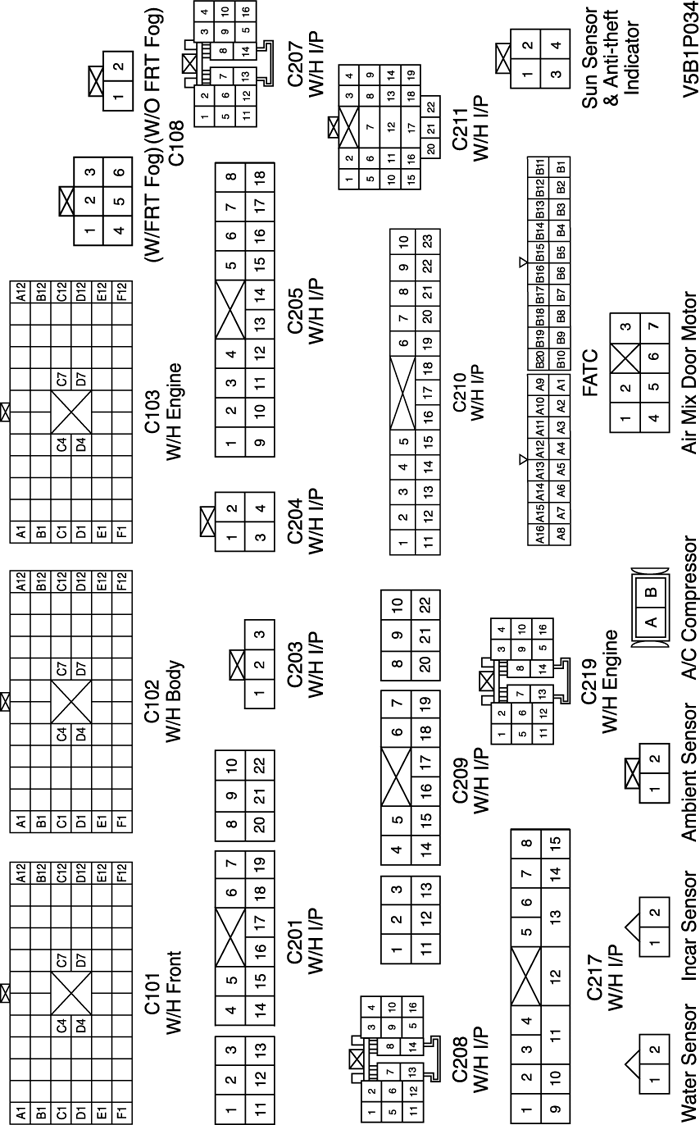 A1 A12
B1 B12
C1 C4 C7 C12
D1 D4 D7 D12
E1 E12
F1 F12
C101
W/H Front
A1 A12
B1 B12
C1 C4 C7 C12
D1 D4 D7 D12
E1 E12
F1 F12
C102
W/H Body
A1 A12
B1 B12
C1 C4 C7 C12
D1 D4 D7 D12
E1 E12
F1 F12
C103
W/H Engine
1 2 3
4 5 6
1 2
(W/FRT Fog) (W/O FRT Fog)
C108
1 2 3 4 5 6 7 8 9 10
11 12 13 14 15 16 17 18 19 20 21 22
C201
W/H I/P
1 2 3
C203
W/H I/P
1 2
3 4
C204
W/H I/P
1 2 3 4 5 6 7 8
9 10 11 12 13 14 15 16 17 18
C205
W/H I/P
1 2 3 4
5 6 7 8 9 10
11 12 13 14 5 16
C207
W/H I/P
1 2 3 4
5 6 7 8 9 10
11 12 13 14 5 16
C208
W/H I/P
1 2 3 4 5 6 7 8 9 10
11 12 13 14 15 16 17 18 19 20 21 22
C209
W/H I/P
1 2 3 4 5 6 7 8 9 10
11 12 13 14 15 16 17 18 19 20 21 22 23
C210
W/H I/P
1 2 3 4
5 6 7 8 9
10 11 12 13 14
15 16 17 18 19
20 21 22
C211
W/H I/P
1 2 3 4 5 6 7 8
9 10 11 12 13 14 15
C217
W/H I/P
1 2 3 4
5 6 7 8 9 10
11 12 13 14 5 16
C219
W/H Engine
A16 A15 A14 A13 A12 A11 A10 A9 B20 B19 B18 B17 B16 B15 B14 B13 B12 B11
A8 A7 A6 A5 A4 A3 A2 A1 B10 B9 B8 B7 B6 B5 B4 B3 B2 B1
FATC
1 2
3 4
Sun Sensor
& Anti-theft
Indicator
1 2
Water Sensor
1 2
Incar Sensor
1 2
Ambient Sensor
A B
A/C Compressor
1 2 3
4 5 6 7
Air Mix Door Motor
V5B1P034